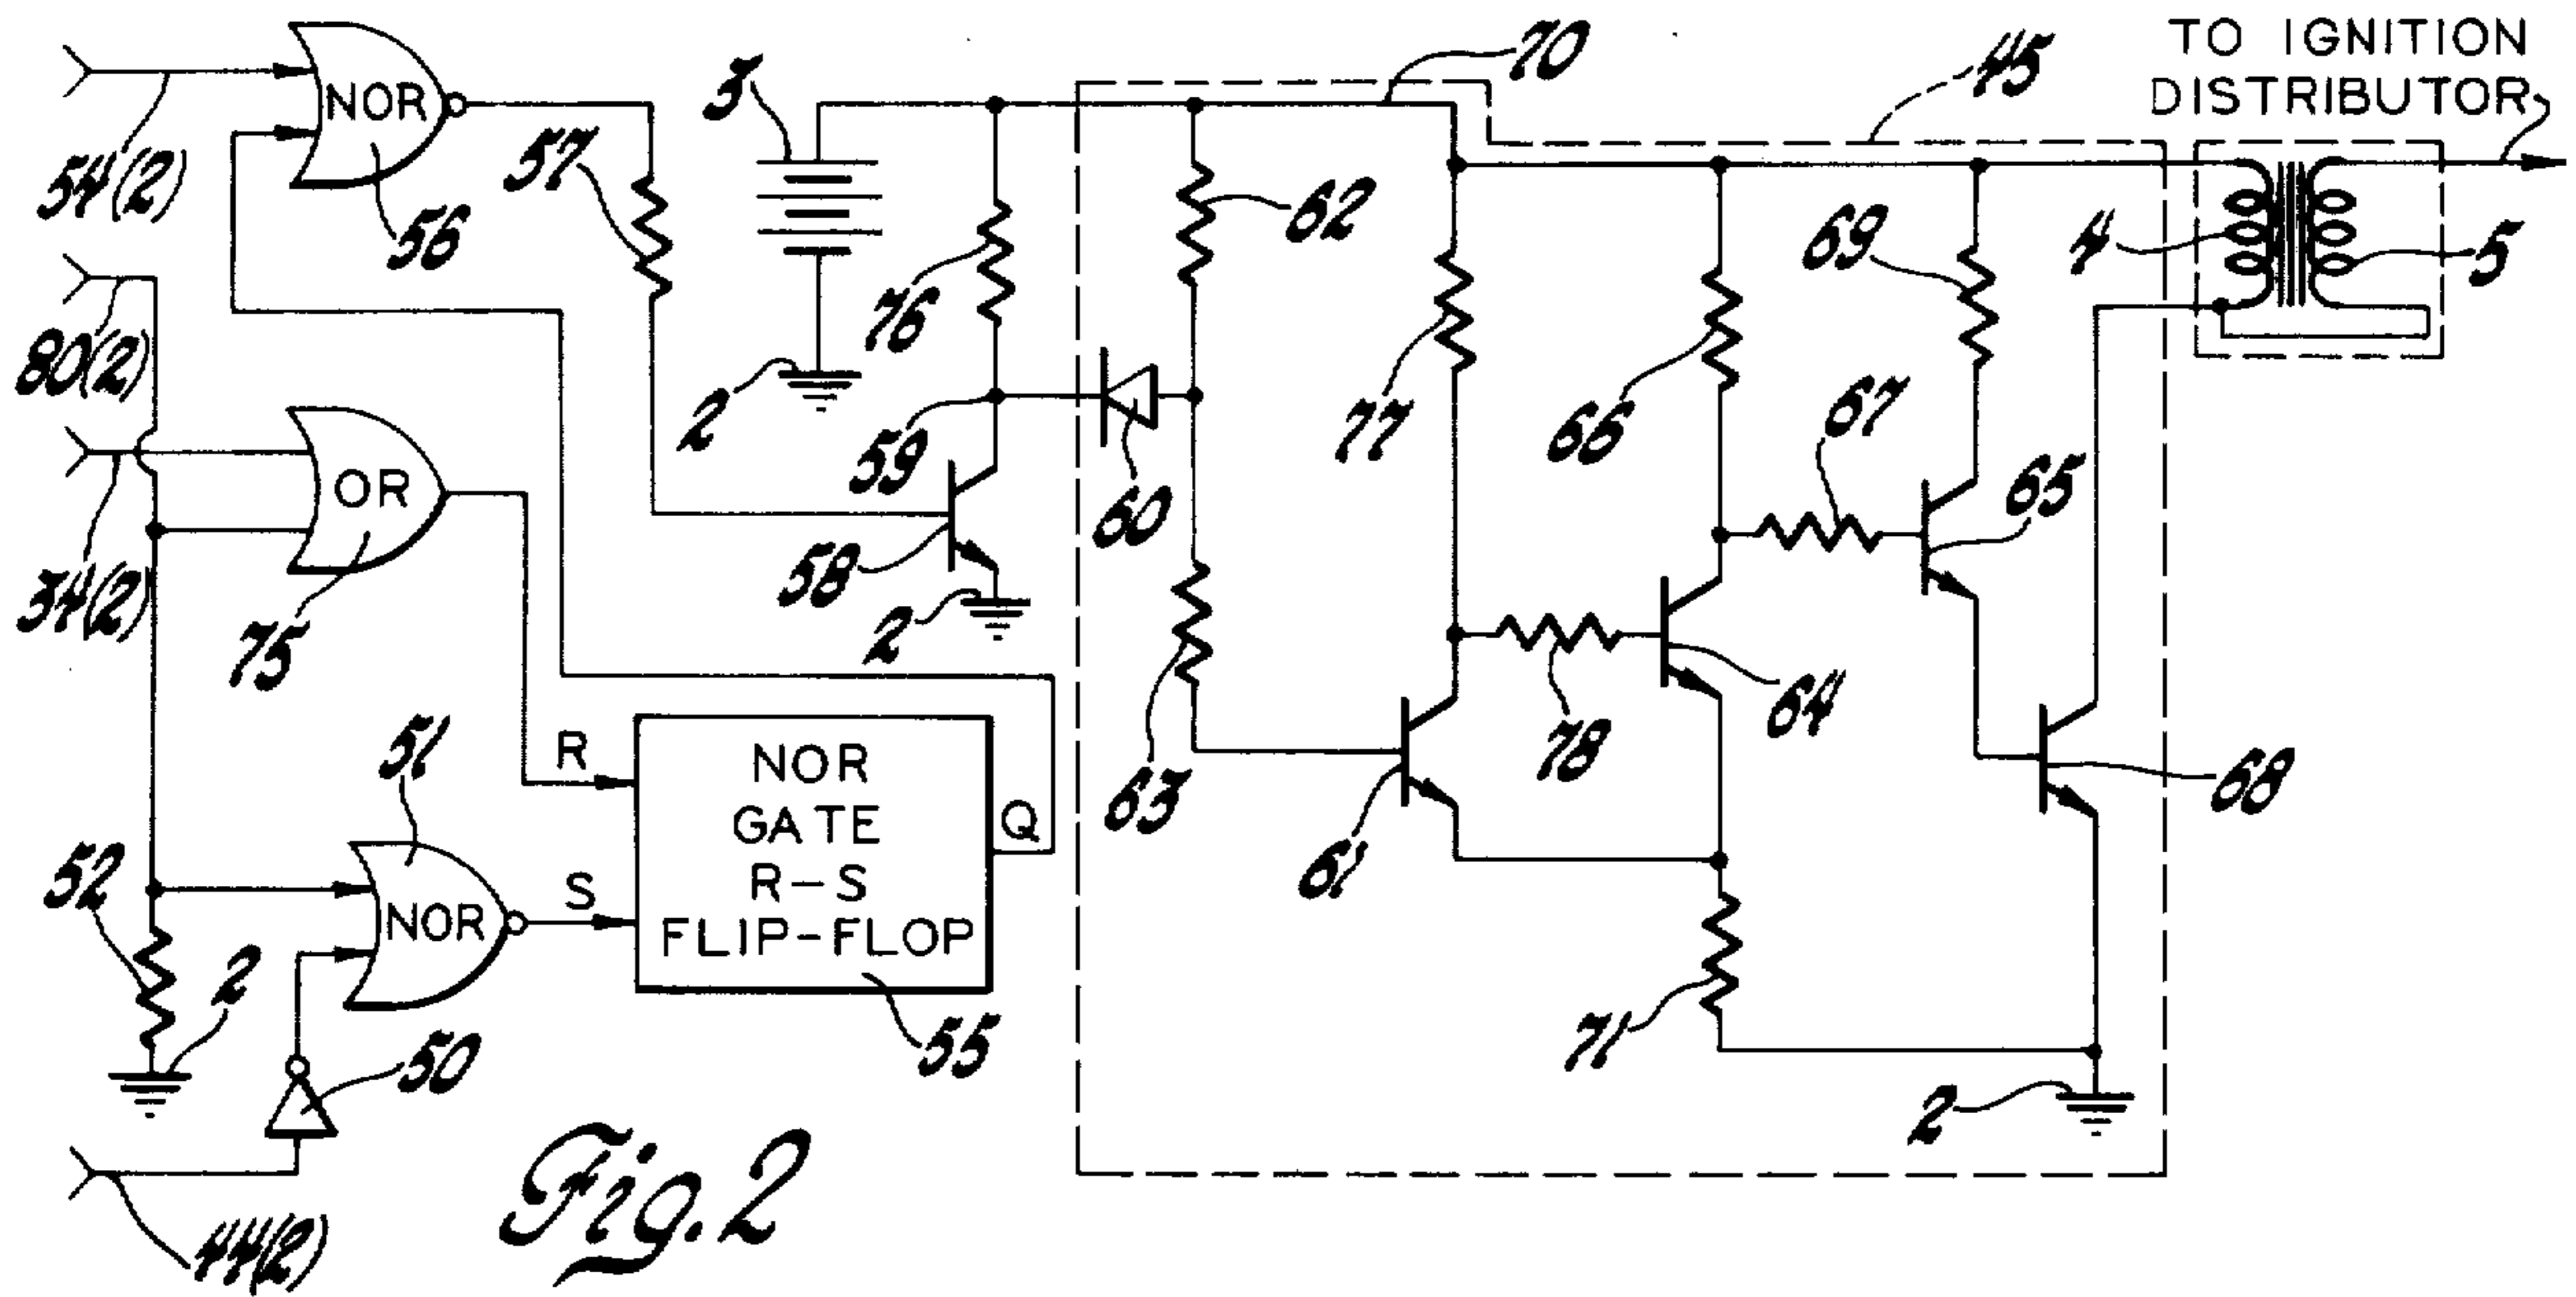 70
TO IGNITION
DISTRIBUTOR
45
3
NOR
54(2)
56
57
62
76
69
4
5
80(2)
2
77
66
67
59
OR
60
65
58
34(2)
75
2
64
78
51
R
NOR
GATE
R-S
FLIP-FLOP
Q
63
61
68
52
NOR
S
2
55
71
50
2
Fig. 2
44(2)